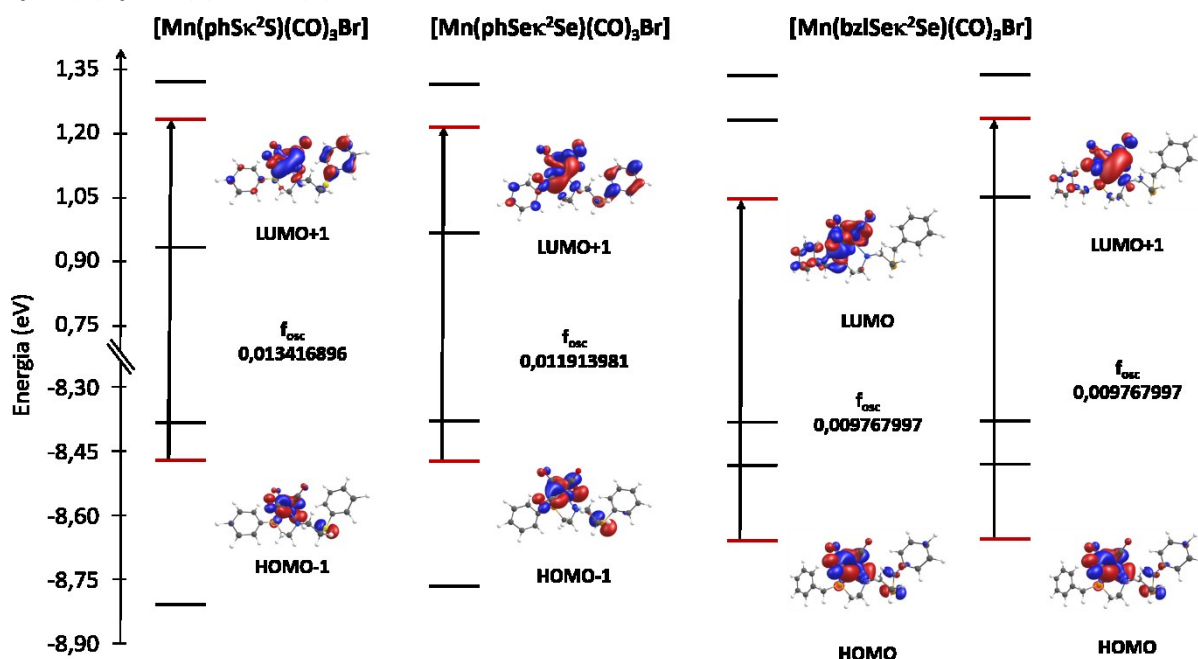 [Mn(phSκ²S)(CO)₃Br]
[Mn(phSeκ²Se)(CO)₃Br]
[Mn(bzlSeκ²Se)(CO)₃Br]
Energia (eV)
1,35
1,20
1,05
0,90
0,75
-8,30
-8,45
-8,60
-8,75
-8,90
LUMO+1
f_osc
0,013416896
HOMO-1
LUMO+1
f_osc
0,011913981
HOMO-1
LUMO
f_osc
0,009767997
HOMO
LUMO+1
f_osc
0,009767997
HOMO